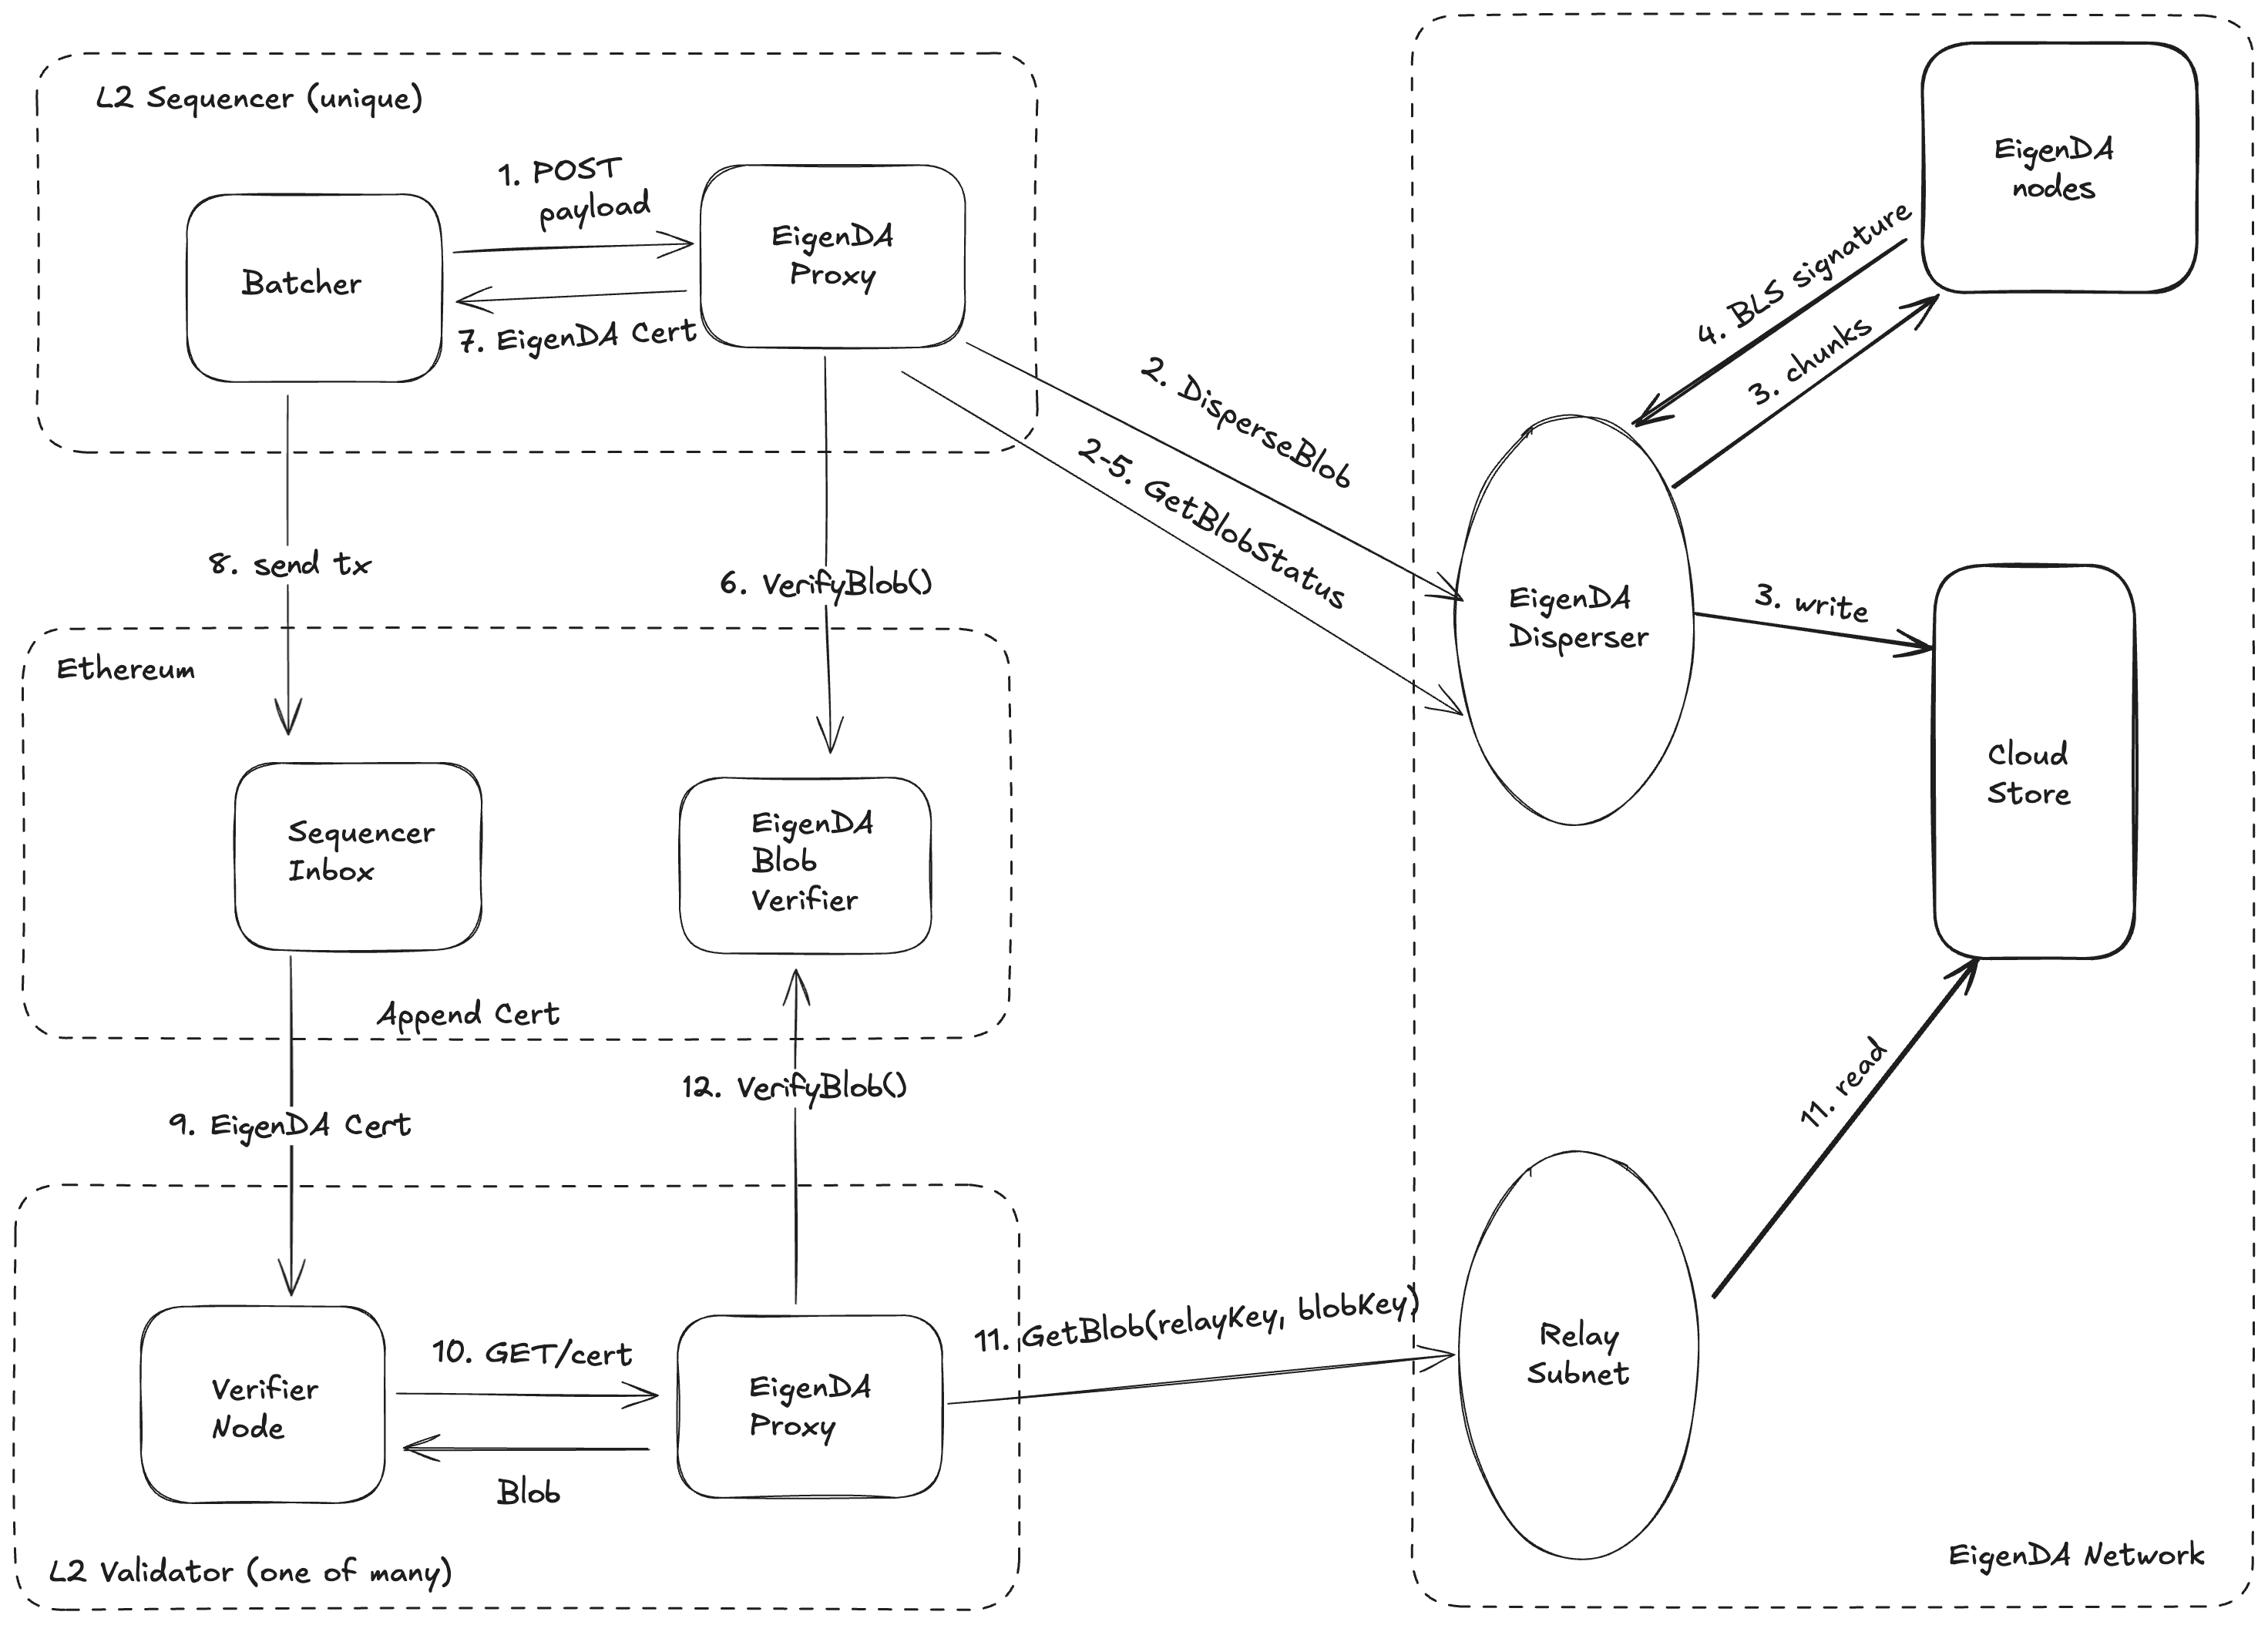 L2 Sequencer (unique)
1. POST
payload
Batcher
EigenDA
Proxy
7. EigenDA Cert
8. send tx
6. VerifyBlob()
2. DisperseBlob
2-5. GetBlobStatus
EigenDA
nodes
4. BLS signature
3. chunks
EigenDA
Disperser
3. write
Cloud
Store
Ethereum
Sequencer
Inbox
EigenDA
Blob
Verifier
Append Cert
9. EigenDA Cert
12. VerifyBlob()
11. read
Verifier
Node
10. GET/cert
EigenDA
Proxy
Blob
11. GetBlob(relayKey, blobKey)
Relay
Subnet
L2 Validator (one of many)
EigenDA Network